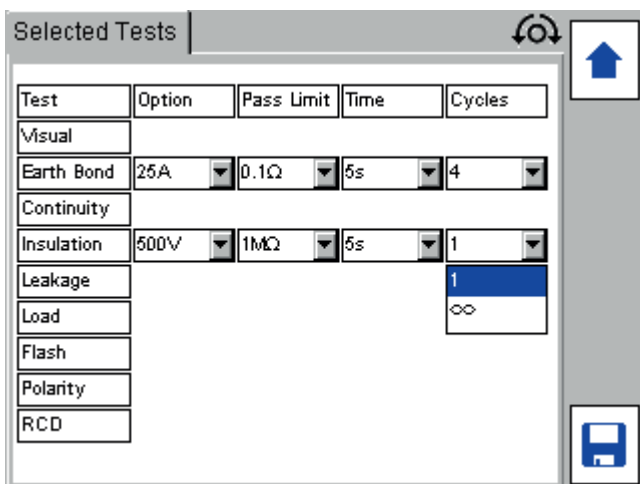 Selected Tests
Test Option Pass Limit Time Cycles
Visual
Earth Bond 25A 0.1Ω 5s 4
Continuity
Insulation 500V 1MΩ 5s 1
Leakage 1
Load ∞
Flash
Polarity
RCD